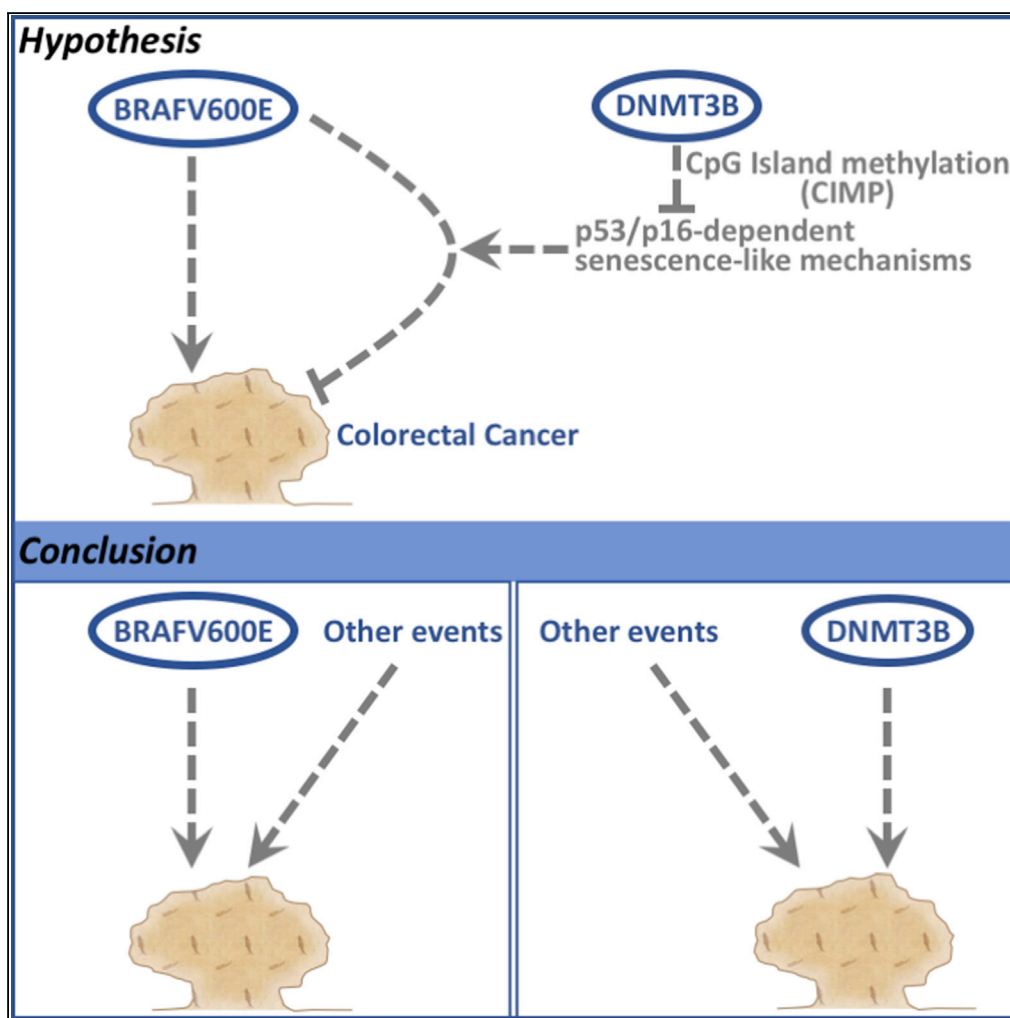 Hypothesis
BRAFV600E
DNMT3B
CpG Island methylation
(CIMP)
p53/p16-dependent
senescence-like mechanisms
Colorectal Cancer
Conclusion
BRAFV600E
Other events
Other events
DNMT3B